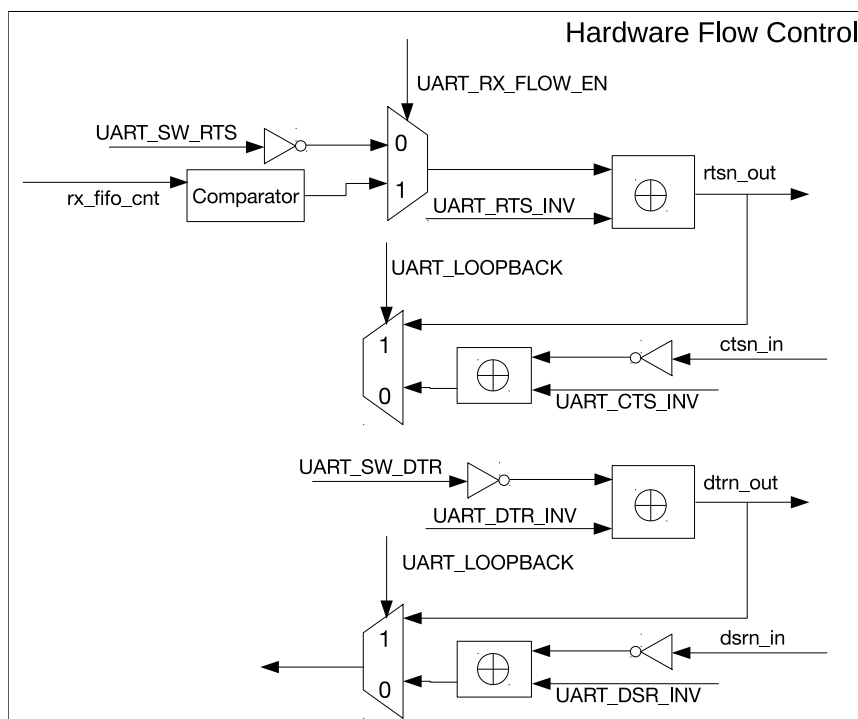 Hardware Flow Control
UART_RX_FLOW_EN
UART_SW_RTS
0
rtsn_out
1
Comparator
rx_fifo_cnt
UART_RTS_INV
UART_LOOPBACK
ctsn_in
1
0
UART_CTS_INV
UART_SW_DTR
dtrn_out
UART_DTR_INV
UART_LOOPBACK
dsrn_in
1
0
UART_DSR_INV